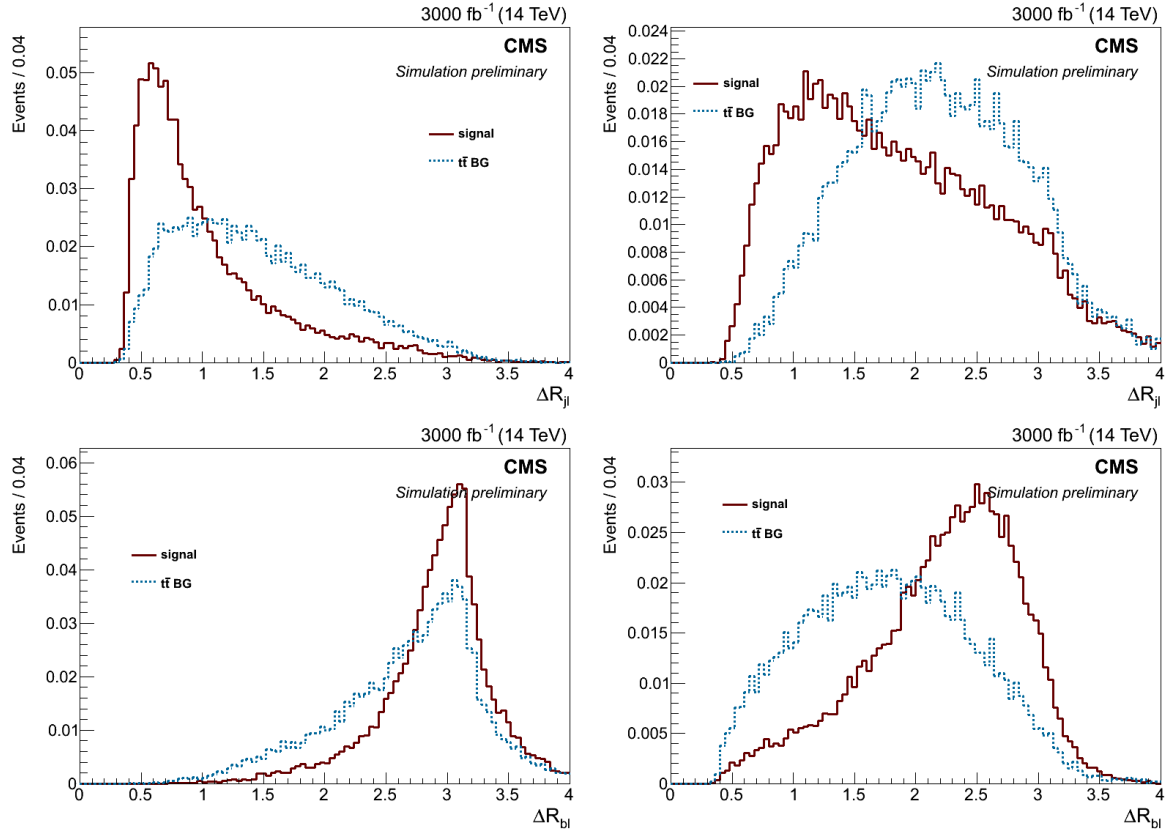 3000 fb⁻¹ (14 TeV)
CMS
Simulation preliminary
Events / 0.04
signal
tt̄ BG
0.05
0.04
0.03
0.02
0.01
0
0 0.5 1 1.5 2 2.5 3 3.5 4
ΔR_jl
3000 fb⁻¹ (14 TeV)
CMS
Simulation preliminary
Events / 0.04
signal
tt̄ BG
0.024
0.022
0.02
0.018
0.016
0.014
0.012
0.01
0.008
0.006
0.004
0.002
0
0 0.5 1 1.5 2 2.5 3 3.5 4
ΔR_jl
3000 fb⁻¹ (14 TeV)
CMS
Simulation preliminary
Events / 0.04
signal
tt̄ BG
0.06
0.05
0.04
0.03
0.02
0.01
0
0 0.5 1 1.5 2 2.5 3 3.5 4
ΔR_bl
3000 fb⁻¹ (14 TeV)
CMS
Simulation preliminary
Events / 0.04
signal
tt̄ BG
0.03
0.025
0.02
0.015
0.01
0.005
0
0 0.5 1 1.5 2 2.5 3 3.5 4
ΔR_bl